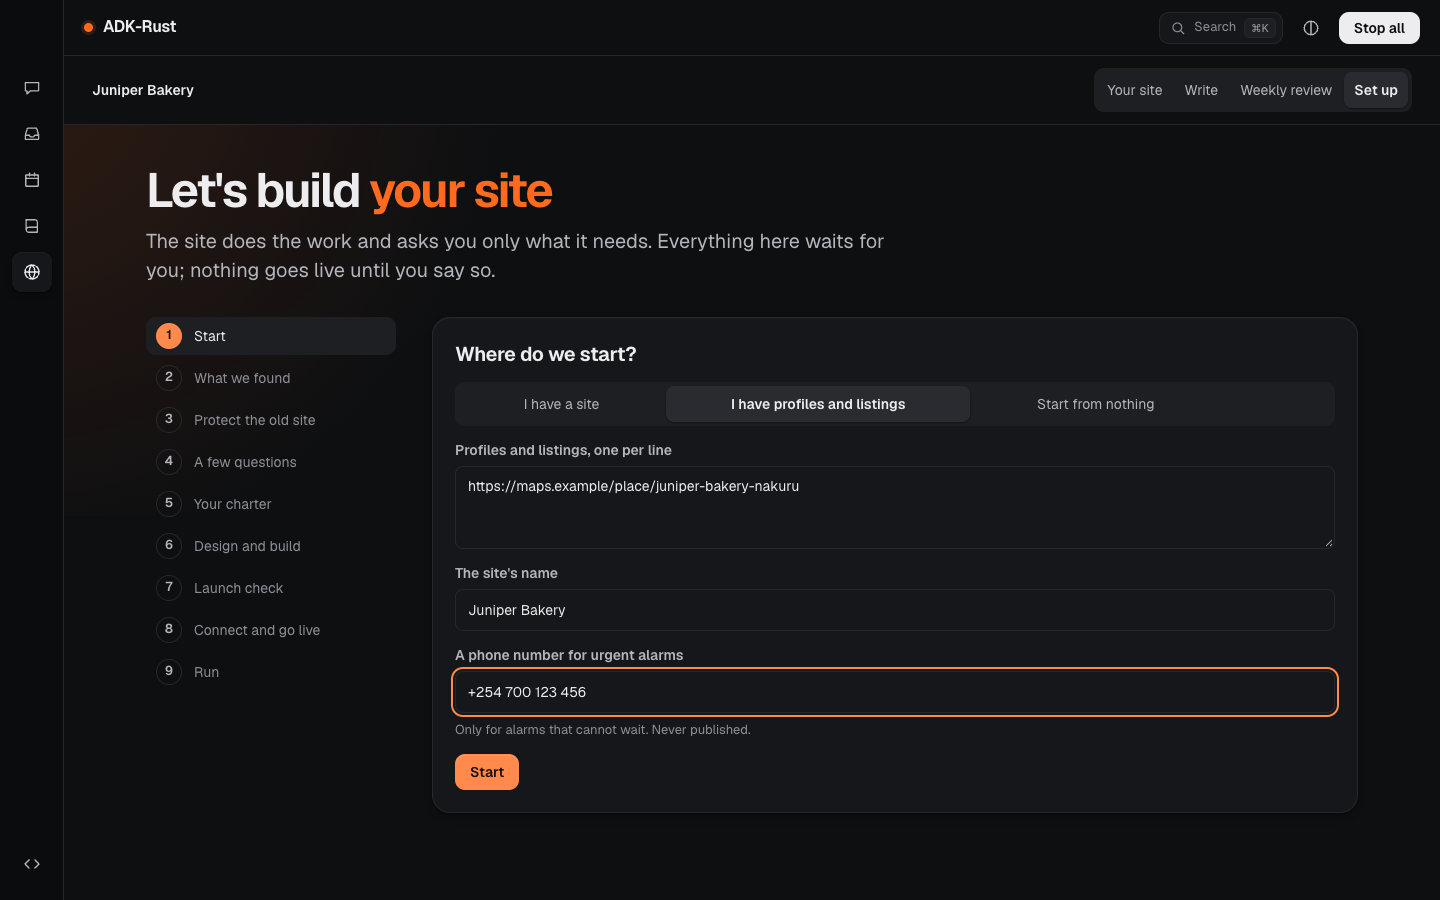 ADK-Rust
Search ⌘K
Stop all
Juniper Bakery
Your site
Write
Weekly review
Set up
Let's build your site
The site does the work and asks you only what it needs. Everything here waits for
you; nothing goes live until you say so.
1 Start
2 What we found
3 Protect the old site
4 A few questions
5 Your charter
6 Design and build
7 Launch check
8 Connect and go live
9 Run
Where do we start?
I have a site
I have profiles and listings
Start from nothing
Profiles and listings, one per line
https://maps.example/place/juniper-bakery-nakuru
The site's name
Juniper Bakery
A phone number for urgent alarms
+254 700 123 456
Only for alarms that cannot wait. Never published.
Start